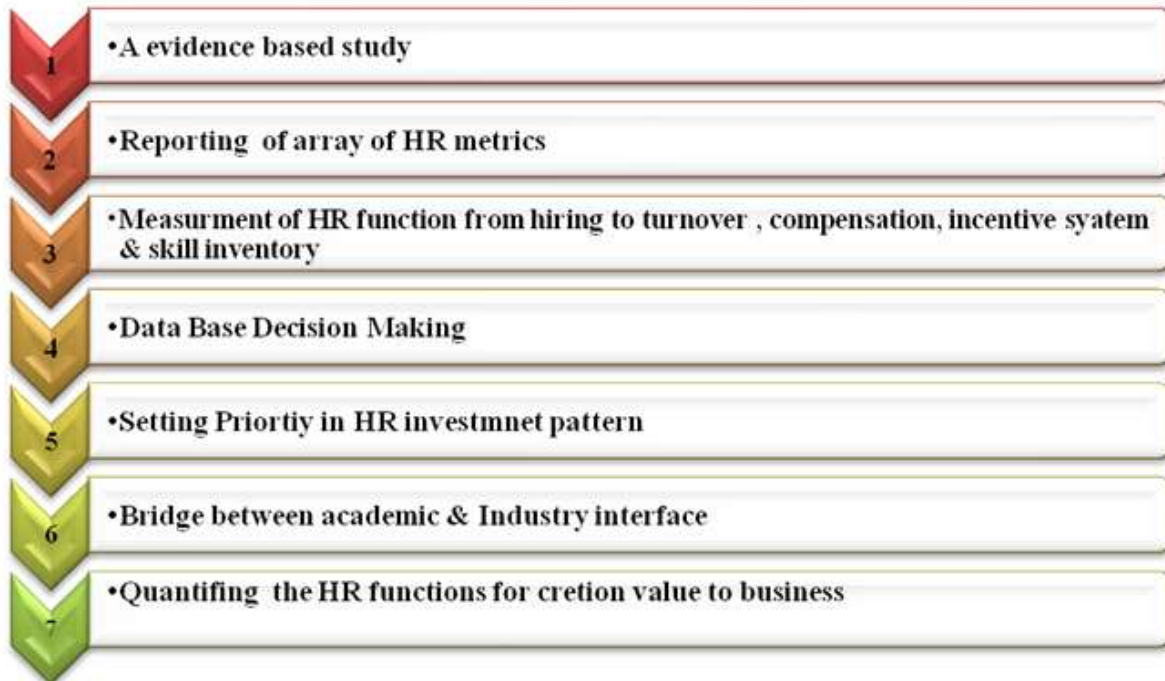 1
•A evidence based study
2
•Reporting of array of HR metrics
3
•Measurment of HR function from hiring to turnover , compensation, incentive syatem
& skill inventory
4
•Data Base Decision Making
5
•Setting Priortiy in HR investmnet pattern
6
•Bridge between academic & Industry interface
7
•Quantifing the HR functions for cretion value to business